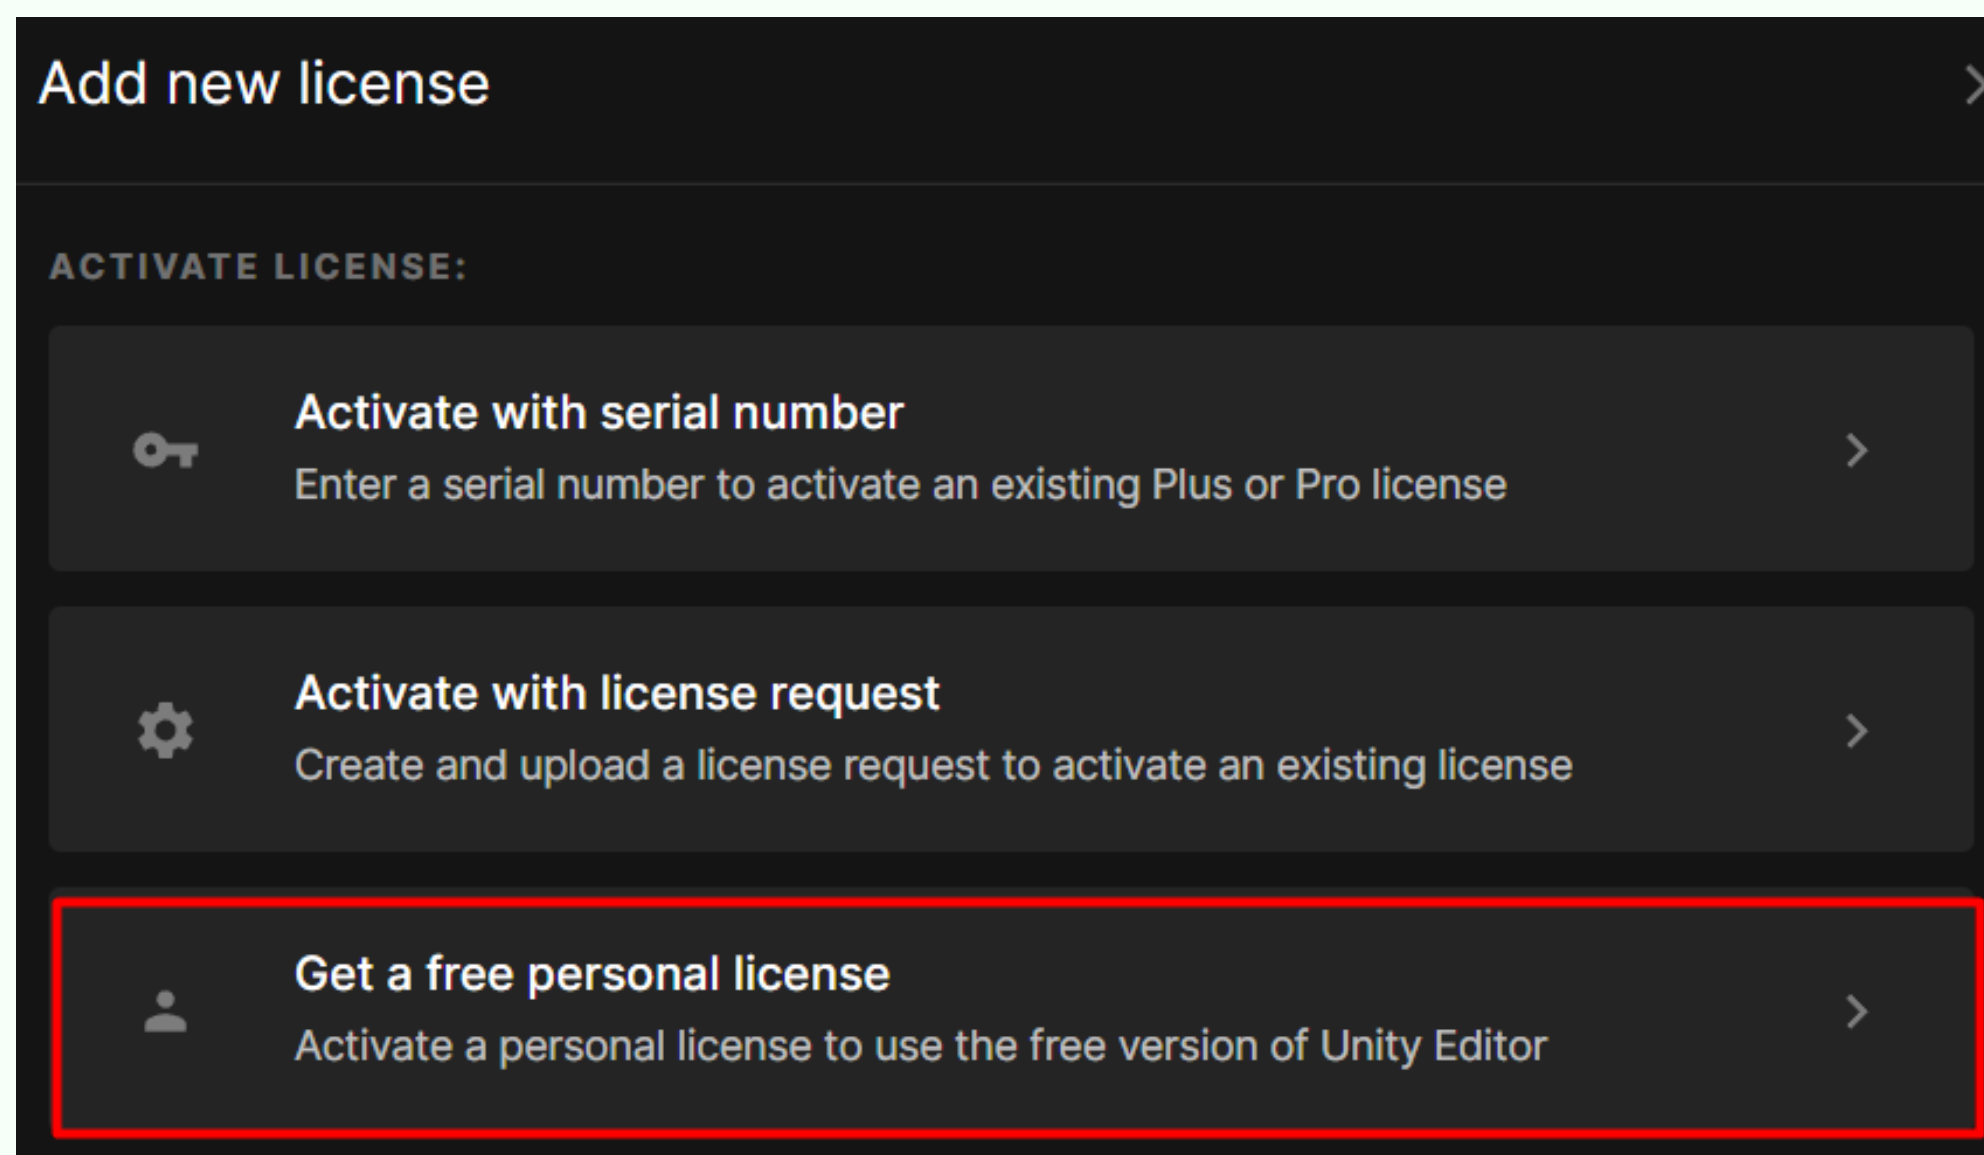 Add new license
ACTIVATE LICENSE:
Activate with serial number
Enter a serial number to activate an existing Plus or Pro license
Activate with license request
Create and upload a license request to activate an existing license
Get a free personal license
Activate a personal license to use the free version of Unity Editor